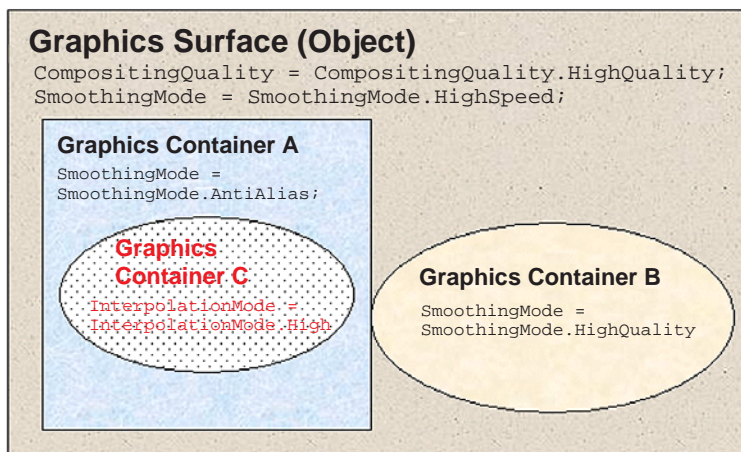 Graphics Surface (Object)
CompositingQuality = CompositingQuality.HighQuality;
SmoothingMode = SmoothingMode.HighSpeed;
Graphics Container A
SmoothingMode =
SmoothingMode.AntiAlias;
Graphics
Container C
InterpolationMode =
InterpolationMode.High
Graphics Container B
SmoothingMode =
SmoothingMode.HighQuality